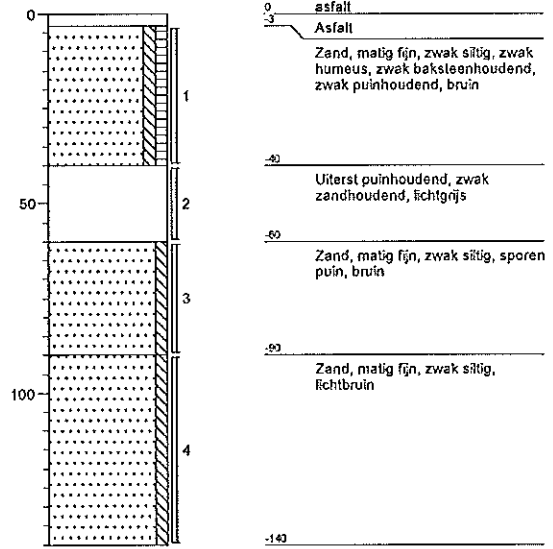 0
50
100
1
2
3
4
0
asfalt
-3
Asfalt
Zand, matig fijn, zwak siltig, zwak
humeus, zwak baksteenhoudend,
zwak puinhoudend, bruin
-40
Uiterst puinhoudend, zwak
zandhoudend, lichtgrijs
-60
Zand, matig fijn, zwak siltig, sporen
puin, bruin
-90
Zand, matig fijn, zwak siltig,
lichtbruin
-140